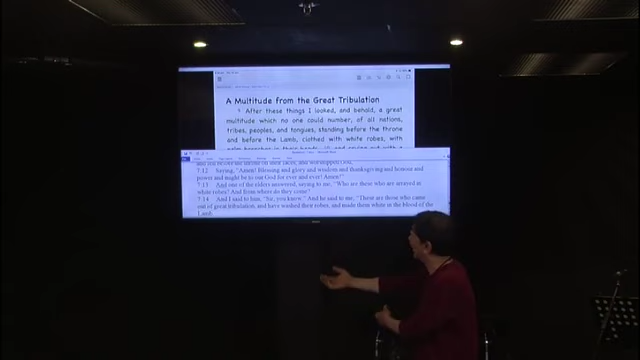 A Multitude from the Great Tribulation
9 After these things I looked, and behold, a great
multitude which no one could number, of all nations,
tribes, peoples, and tongues, standing before the throne
and before the Lamb, clothed with white robes, with
and worshipped God,
7:12 Saying, "Amen! Blessing and glory and wisdom and thanksgiving and honour and
power and might be to our God for ever and ever! Amen!"
7:13 And one of the elders answered, saying to me, "Who are these who are arrayed in
white robes? And from where do they come?"
7:14 And I said to him, "Sir, you know." And he said to me, "These are those who came
out of great tribulation, and have washed their robes, and made them white in the blood of the
Lamb.